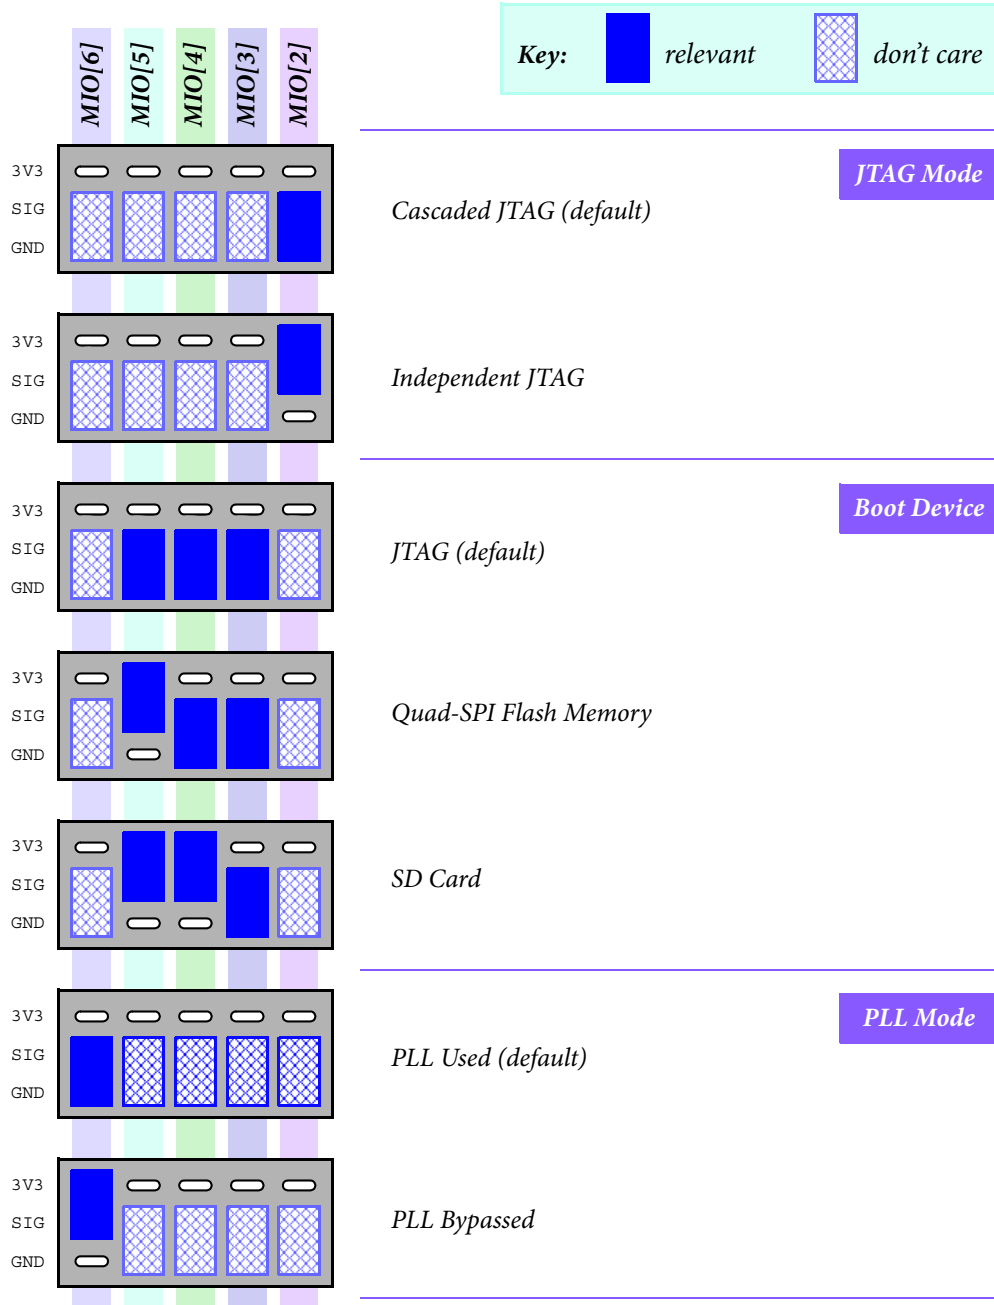 MIO[6] MIO[5] MIO[4] MIO[3] MIO[2]
Key: relevant don't care
JTAG Mode
3V3
SIG
GND
Cascaded JTAG (default)
3V3
SIG
GND
Independent JTAG
Boot Device
3V3
SIG
GND
JTAG (default)
3V3
SIG
GND
Quad-SPI Flash Memory
3V3
SIG
GND
SD Card
PLL Mode
3V3
SIG
GND
PLL Used (default)
3V3
SIG
GND
PLL Bypassed